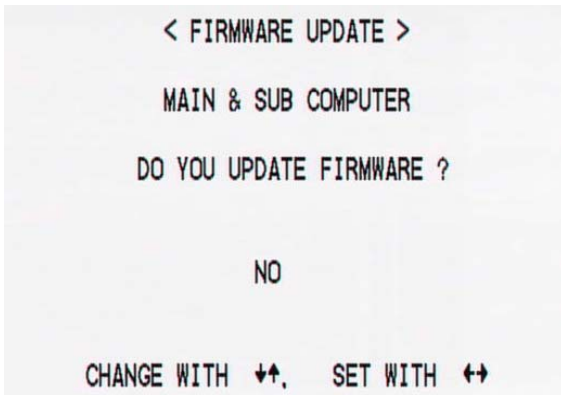 < FIRMWARE UPDATE >
MAIN & SUB COMPUTER
DO YOU UPDATE FIRMWARE ?
NO
CHANGE WITH ↓↑, SET WITH ←→